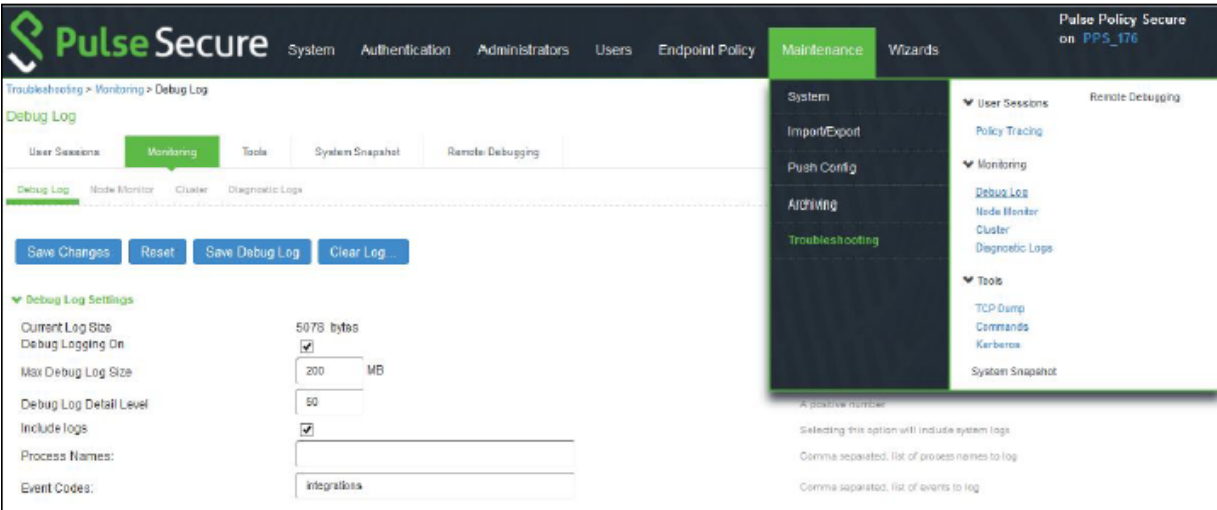 Pulse Secure
System Authentication Administrators Users Endpoint Policy Maintenance Wizards
Pulse Policy Secure
on PPS_176
Troubleshooting > Monitoring > Debug Log
Debug Log
User Sessions Monitoring Tools System Snapshot Remote Debugging
Debug Log Node Monitor Cluster Diagnostic Logs
System
Import/Export
Push Config
Archiving
Troubleshooting
User Sessions
Policy Tracing
Monitoring
Debug Log
Node Monitor
Cluster
Diagnostic Logs
Tools
TCP Dump
Commands
Kerberos
System Snapshot
Remote Debugging
Save Changes Reset Save Debug Log Clear Log...
Debug Log Settings
Current Log Size 5078 bytes
Debug Logging On
Max Debug Log Size 200 MB
Debug Log Detail Level 50 A positive number
Include logs Selecting this option will include system logs
Process Names: Comma separated, list of process names to log
Event Codes: integrations Comma separated, list of events to log